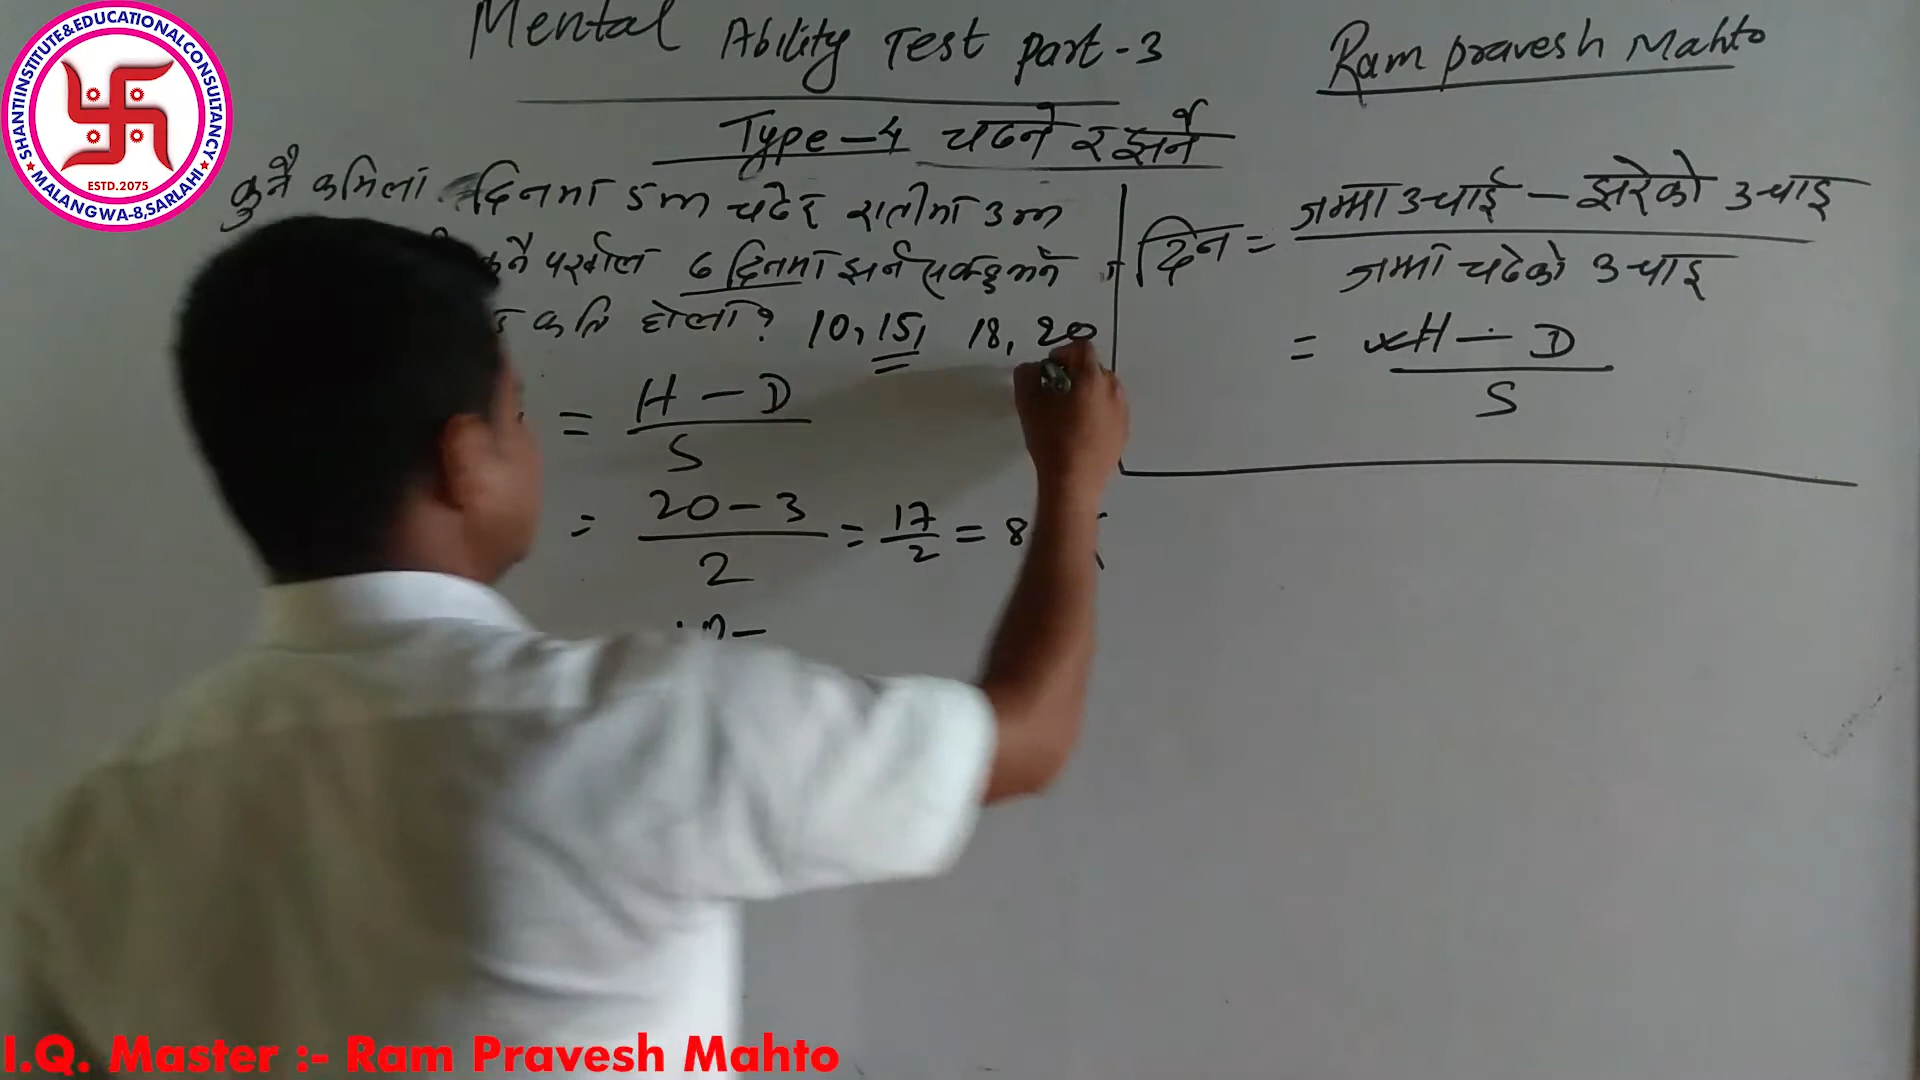 SHANTI INSTITUTE & EDUCATIONAL CONSULTANCY
MALANGWA-8, SARLAHI
ESTD. 2075
Mental Ability Test part-3
Ram pravesh Mahto
Type-4 चढने र झर्ने
कुनै कमिला दिनमा 5m चढेर रातीमा 3m
पर्खाल 6 दिनमा झर्न सक्छ भने
कति होला? 10, 15, 18, 20
= H - D
S
= 20 - 3
2
= 17
2
= 8
दिन = जम्मा उचाई - झरेको उचाइ
जम्मा चढेको उचाइ
= H - D
S
I.Q. Master :- Ram Pravesh Mahto